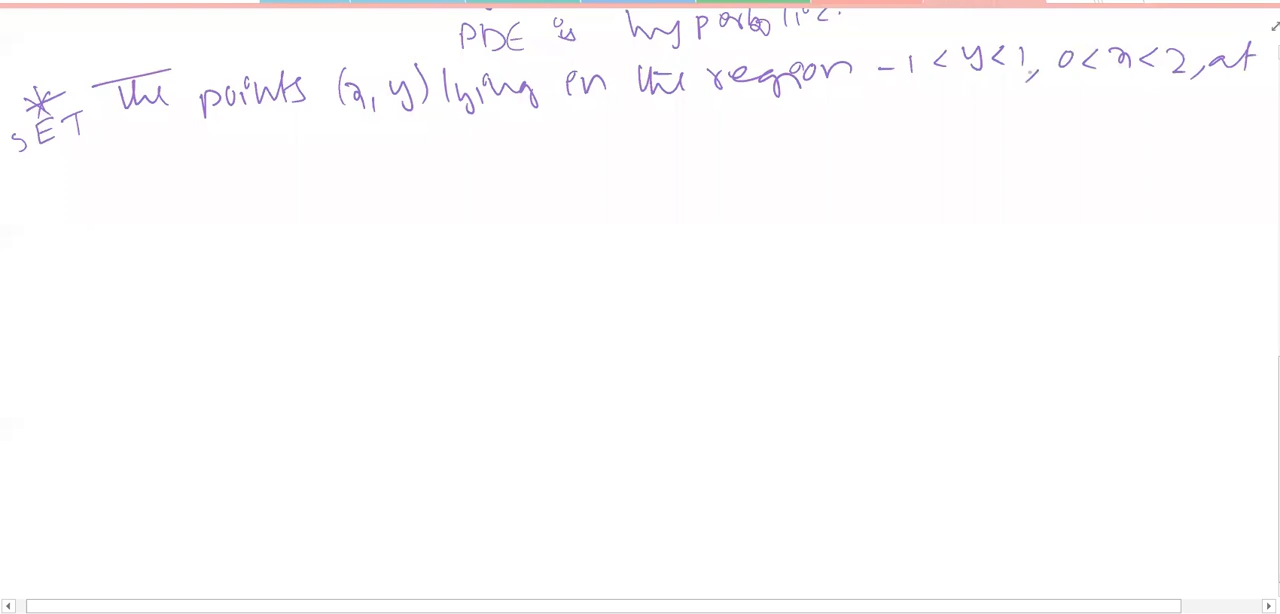 PDE is hyperbolic.
* The points (x, y) lying in the region -1 < y < 1, 0 < x < 2, at
SET